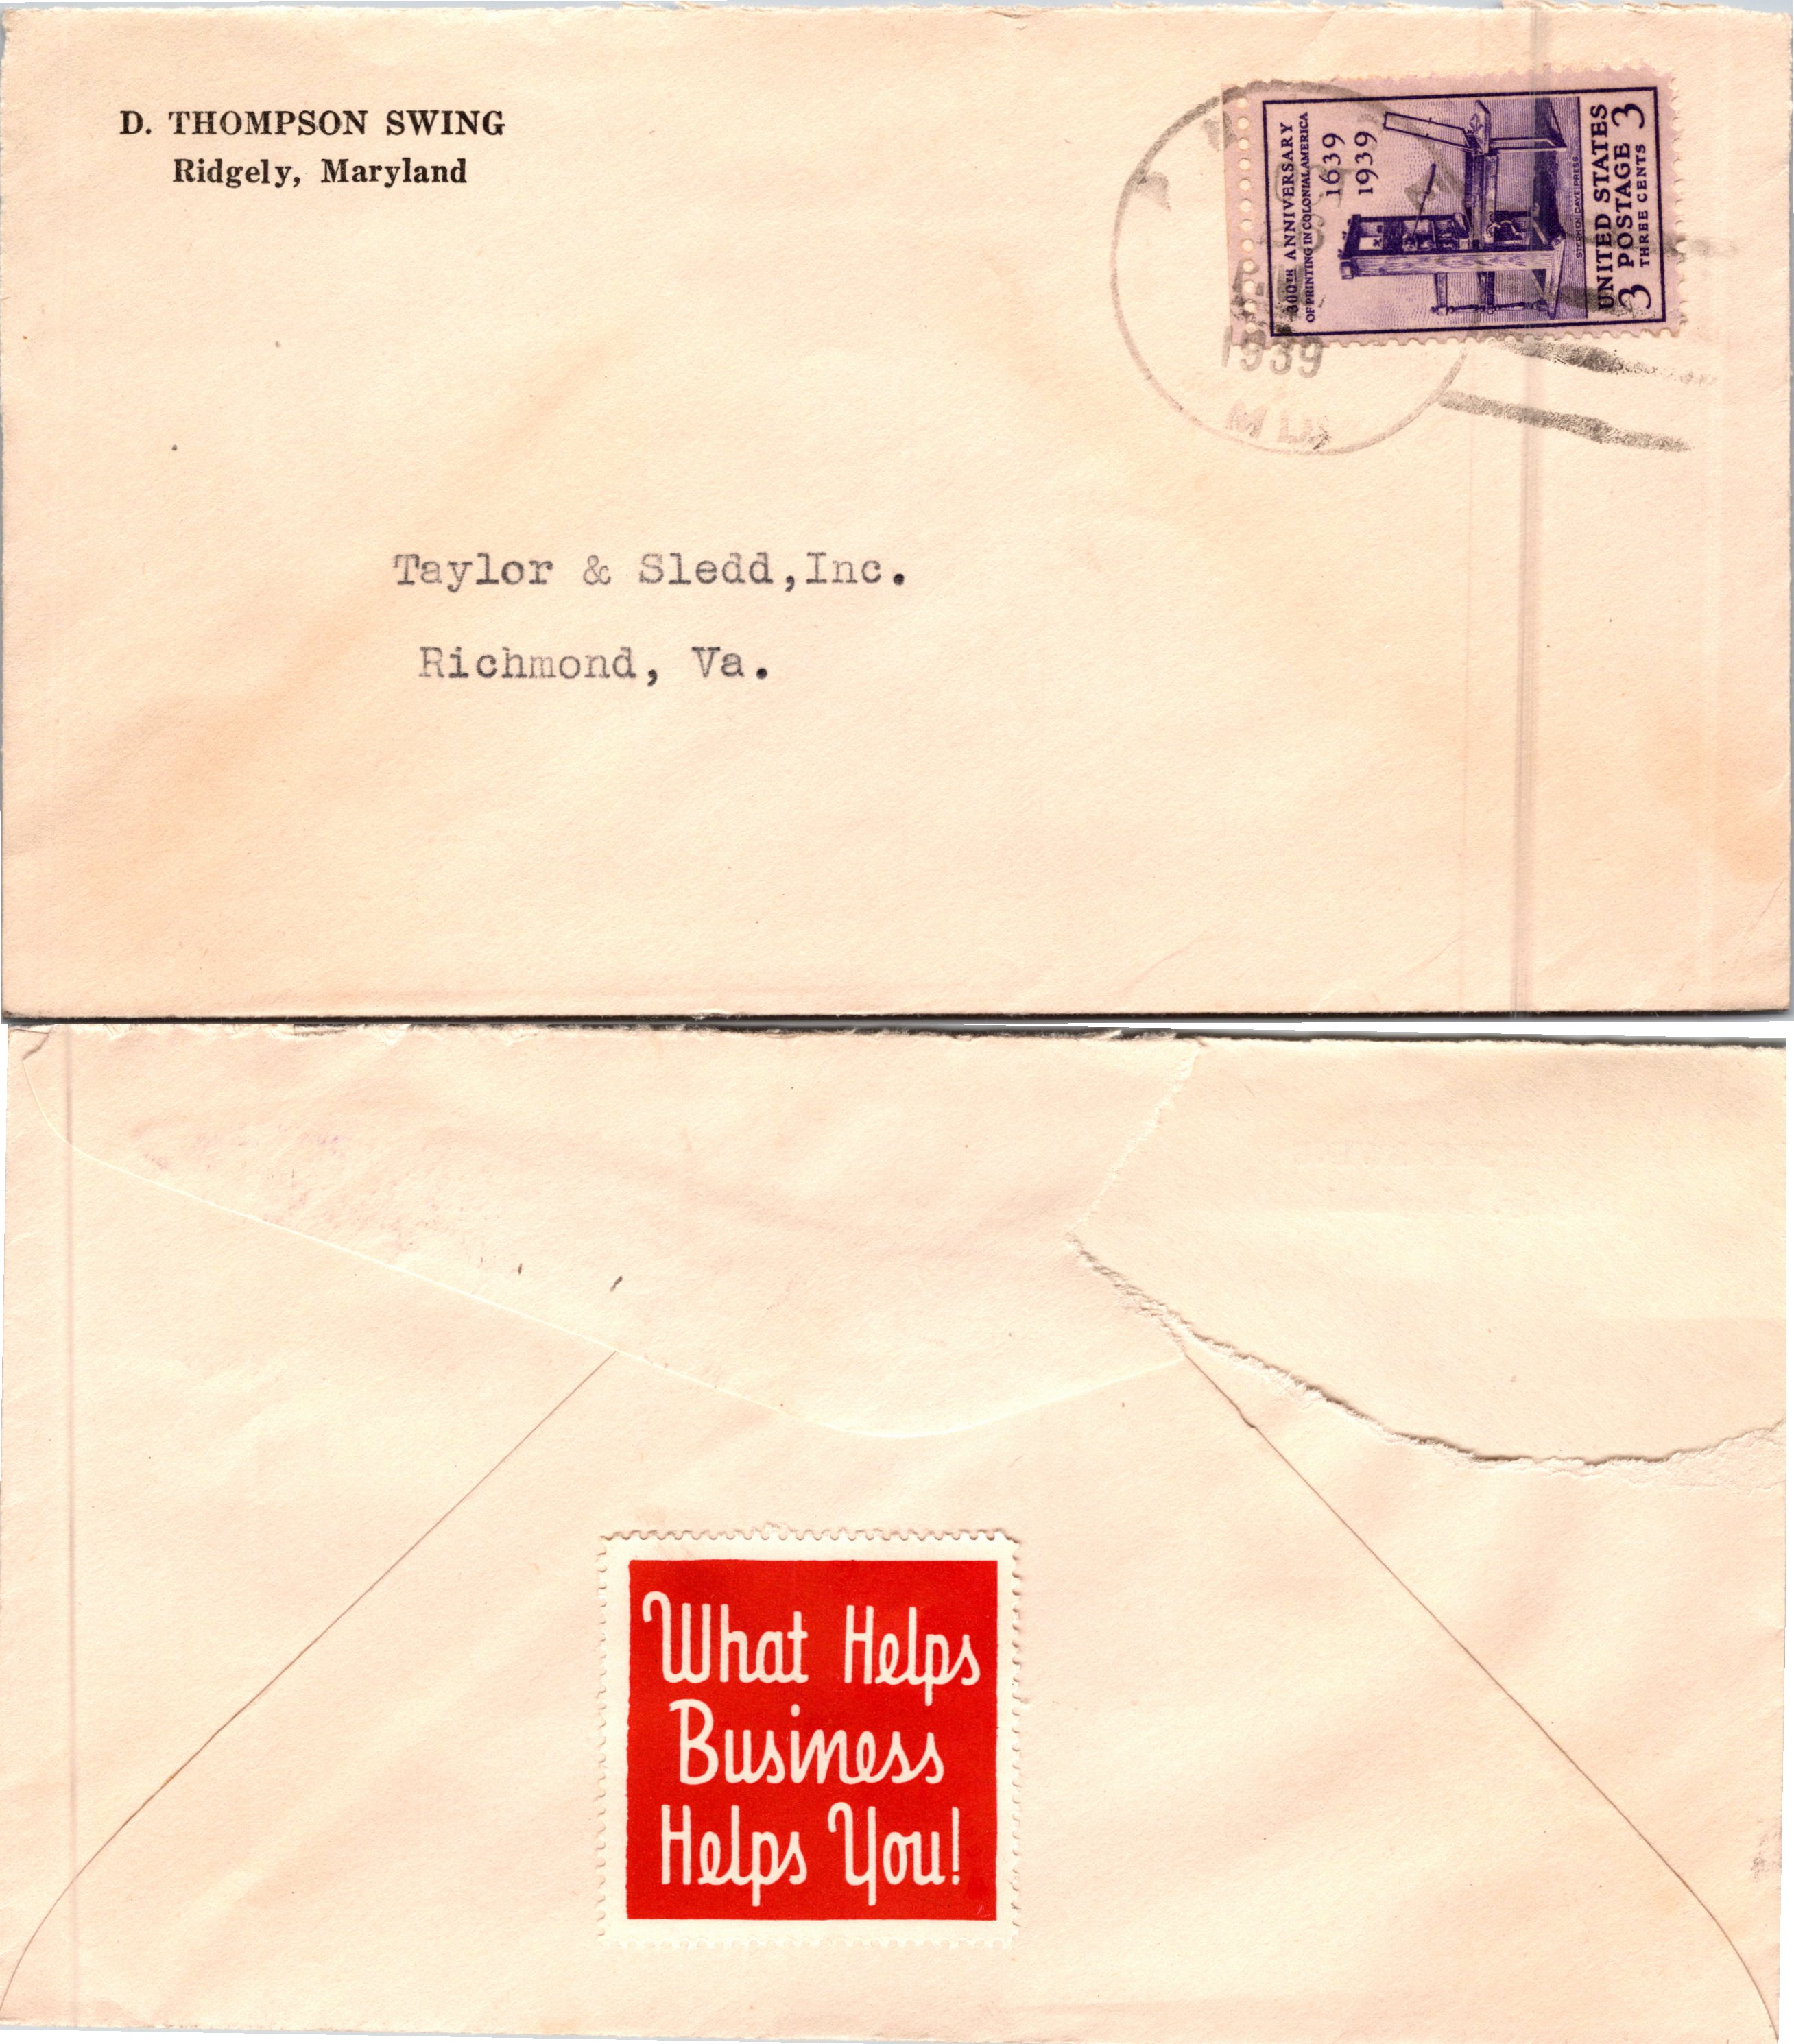 D. THOMPSON SWING
Ridgely, Maryland
300TH ANNIVERSARY
OF PRINTING IN COLONIAL AMERICA
1639
1939
STEPHEN DAYE PRESS
UNITED STATES
3 POSTAGE 3
THREE CENTS
1939
MD.
Taylor & Sledd,Inc.
Richmond, Va.
What Helps
Business
Helps You!